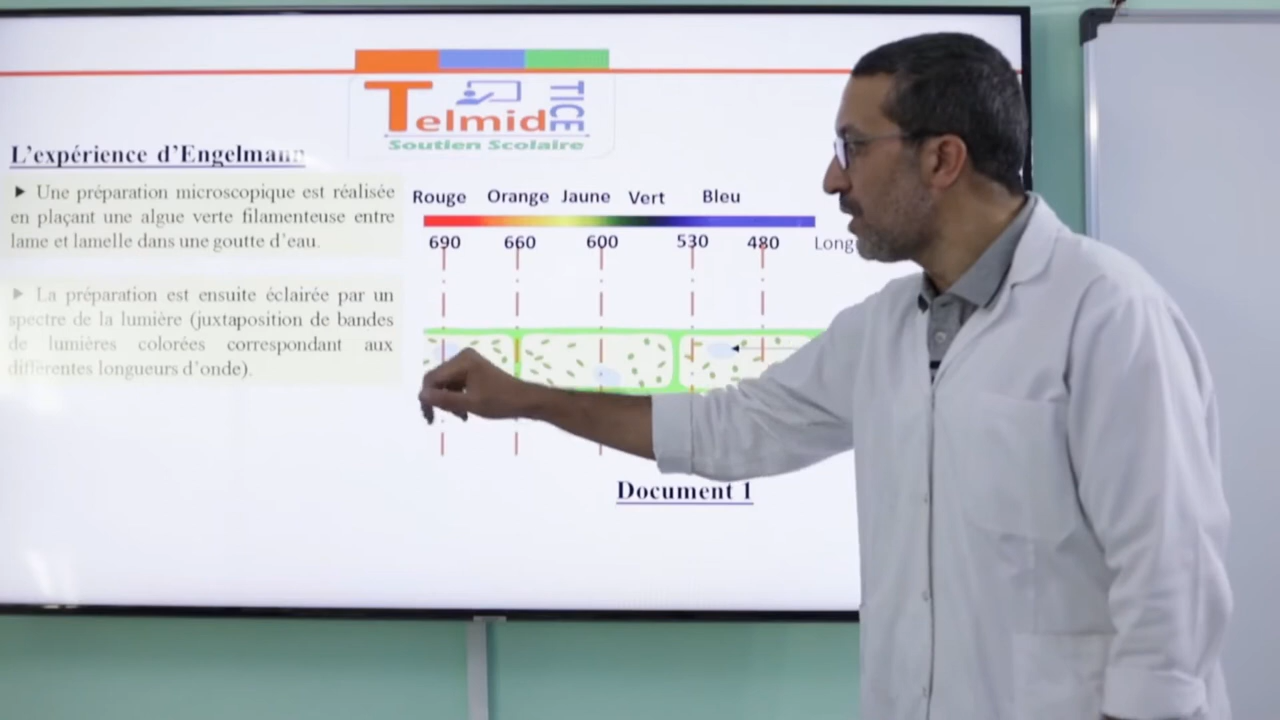 Telmid TICE
Soutien Scolaire
L'expérience d'Engelmann
► Une préparation microscopique est réalisée
en plaçant une algue verte filamenteuse entre
lame et lamelle dans une goutte d'eau.
► La préparation est ensuite éclairée par un
spectre de la lumière (juxtaposition de bandes
de lumières colorées correspondant aux
différentes longueurs d'onde).
Rouge Orange Jaune Vert Bleu
690 660 600 530 480 Long
Document 1